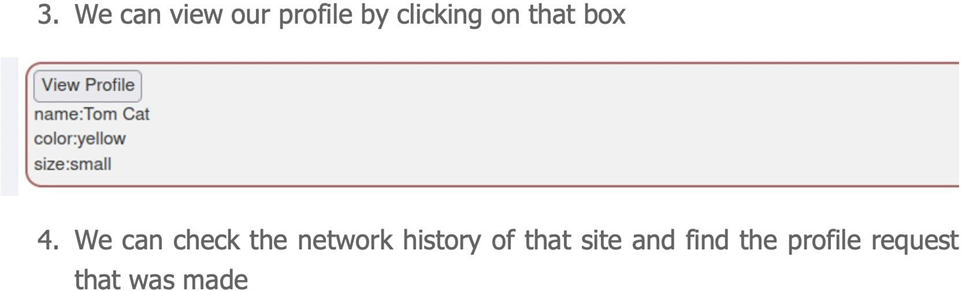 3. We can view our profile by clicking on that box
View Profile
name:Tom Cat
color:yellow
size:small
4. We can check the network history of that site and find the profile request
that was made